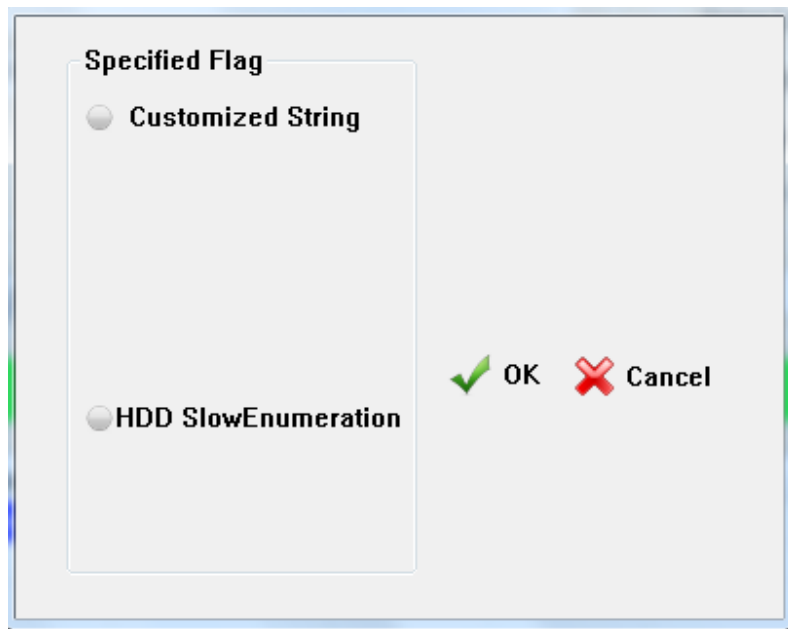 Specified Flag
Customized String
OK
Cancel
HDD SlowEnumeration